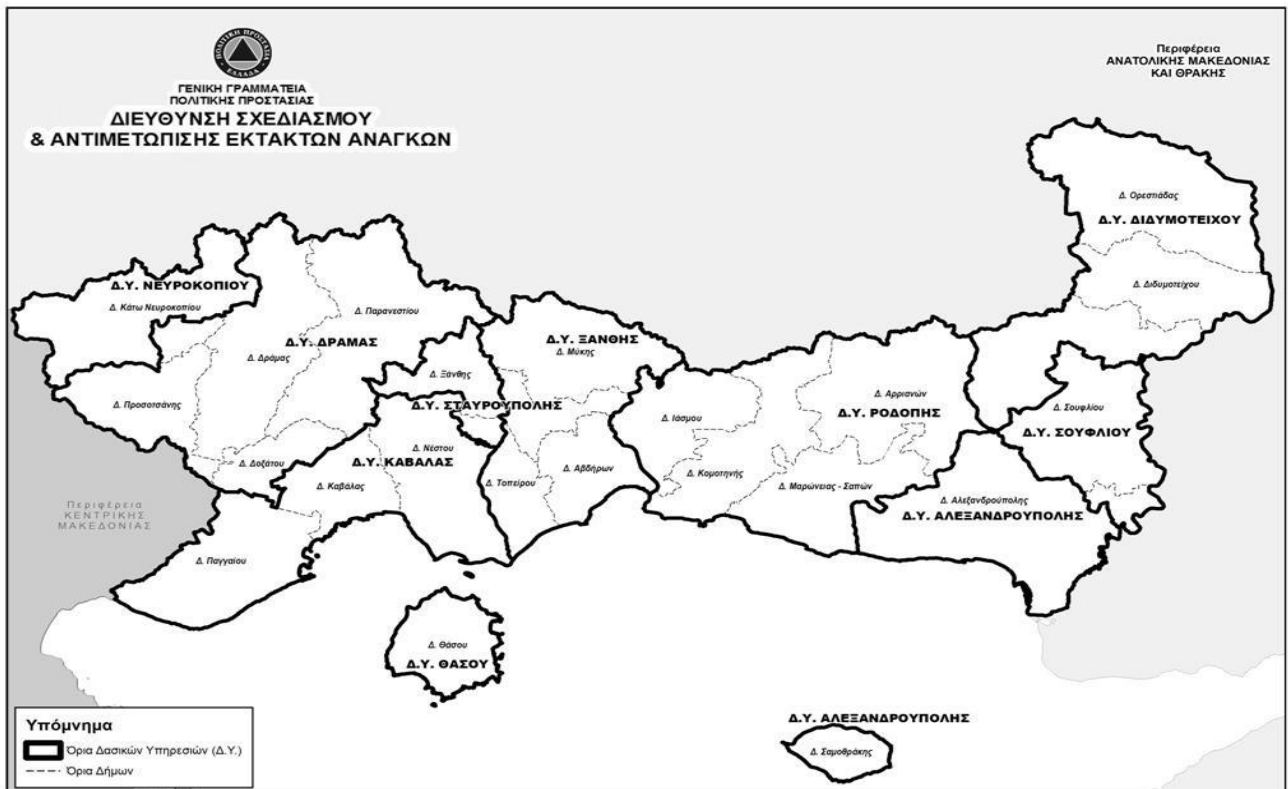 ΠΟΛΙΤΙΚΗ ΠΡΟΣΤΑΣΙΑ
ΕΛΛΑΔΑ
ΓΕΝΙΚΗ ΓΡΑΜΜΑΤΕΙΑ
ΠΟΛΙΤΙΚΗΣ ΠΡΟΣΤΑΣΙΑΣ
ΔΙΕΥΘΥΝΣΗ ΣΧΕΔΙΑΣΜΟΥ
& ΑΝΤΙΜΕΤΩΠΙΣΗΣ ΕΚΤΑΚΤΩΝ ΑΝΑΓΚΩΝ
Περιφέρεια
ΑΝΑΤΟΛΙΚΗΣ ΜΑΚΕΔΟΝΙΑΣ
ΚΑΙ ΘΡΑΚΗΣ
Δ. Ορεστιάδας
Δ.Υ. ΔΙΔΥΜΟΤΕΙΧΟΥ
Δ. Διδυμοτείχου
Δ.Υ. ΝΕΥΡΟΚΟΠΙΟΥ
Δ. Κάτω Νευροκοπίου
Δ. Παρανεστίου
Δ.Υ. ΔΡΑΜΑΣ
Δ. Δράμας
Δ.Υ. ΞΑΝΘΗΣ
Δ. Μύκης
Δ. Ξάνθης
Δ. Προσοτσάνης
Δ.Υ. ΣΤΑΥΡΟΥΠΟΛΗΣ
Δ. Ιάσμου
Δ. Αρριανών
Δ.Υ. ΡΟΔΟΠΗΣ
Δ. Σουφλίου
Δ.Υ. ΣΟΥΦΛΙΟΥ
Δ. Νέστου
Δ.Υ. ΚΑΒΑΛΑΣ
Δ. Δοξάτου
Δ. Καβάλας
Δ. Τοπείρου
Δ. Αβδήρων
Δ. Κομοτηνής
Δ. Μαρώνειας - Σαπών
Δ. Αλεξανδρούπολης
Δ.Υ. ΑΛΕΞΑΝΔΡΟΥΠΟΛΗΣ
Περιφέρεια
ΚΕΝΤΡΙΚΗΣ
ΜΑΚΕΔΟΝΙΑΣ
Δ. Παγγαίου
Δ. Θάσου
Δ.Υ. ΘΑΣΟΥ
Δ.Υ. ΑΛΕΞΑΝΔΡΟΥΠΟΛΗΣ
Δ. Σαμοθράκης
Υπόμνημα
Όρια Δασικών Υπηρεσιών (Δ.Υ.)
Όρια Δήμων